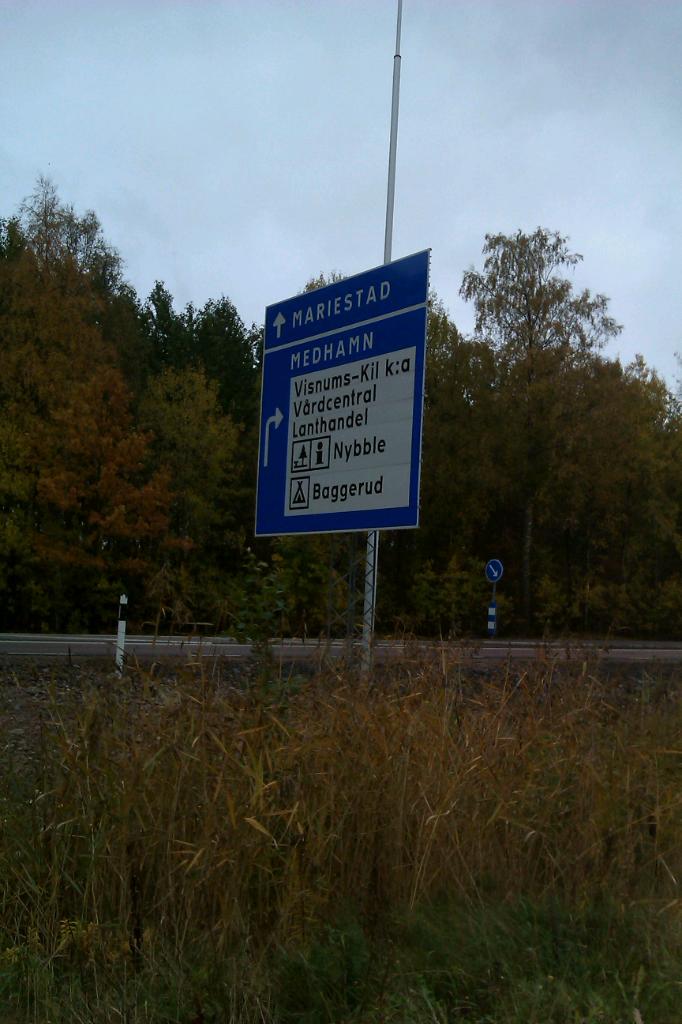 MARIESTAD
MEDHAMN
Visnums-Kil k:a
Vårdcentral
Lanthandel
Nybble
Baggerud